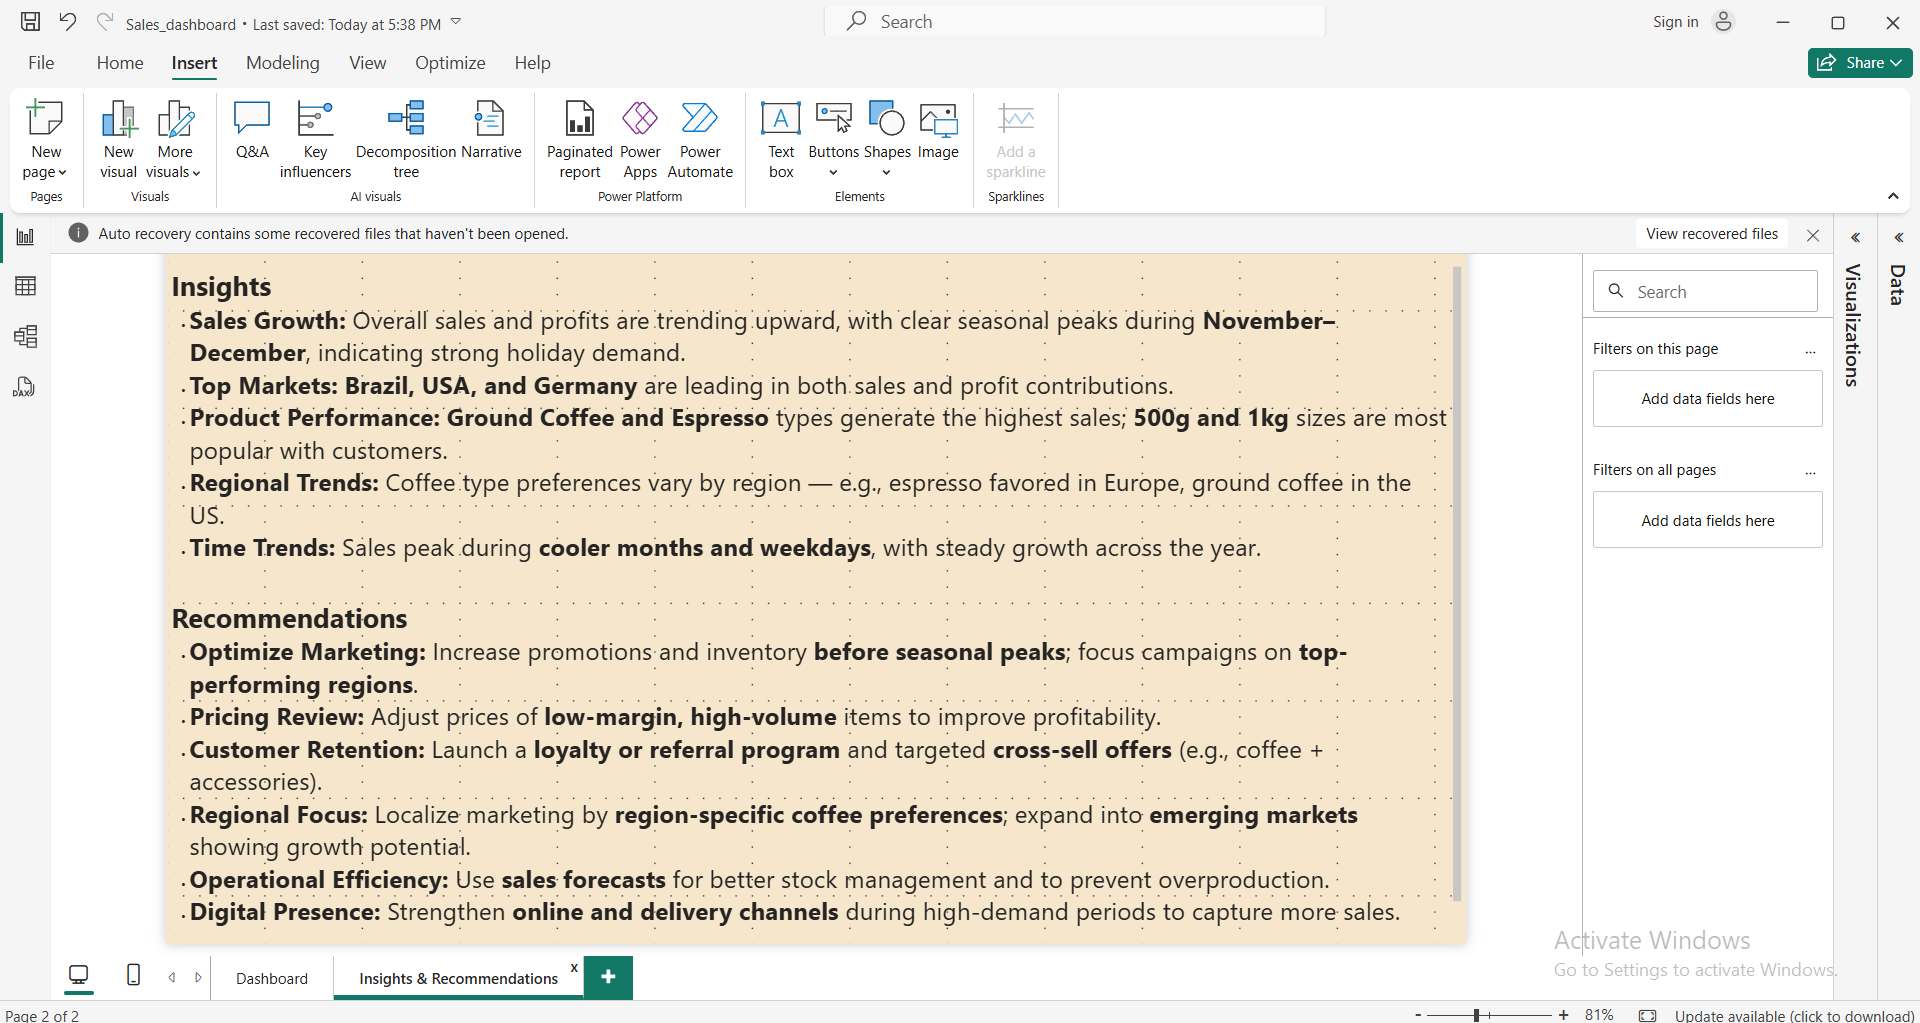 Sales_dashboard • Last saved: Today at 5:38 PM
Search
Sign in
File Home Insert Modeling View Optimize Help
Share
New page
New visual
More visuals
Q&A
Key influencers
Decomposition tree
Narrative
Paginated report
Power Apps
Power Automate
Text box
Buttons
Shapes
Image
Add a sparkline
Pages
Visuals
AI visuals
Power Platform
Elements
Sparklines
Auto recovery contains some recovered files that haven't been opened.
View recovered files
DAX
Insights
Sales Growth: Overall sales and profits are trending upward, with clear seasonal peaks during November–
December, indicating strong holiday demand.
Top Markets: Brazil, USA, and Germany are leading in both sales and profit contributions.
Product Performance: Ground Coffee and Espresso types generate the highest sales; 500g and 1kg sizes are most
popular with customers.
Regional Trends: Coffee type preferences vary by region — e.g., espresso favored in Europe, ground coffee in the
US.
Time Trends: Sales peak during cooler months and weekdays, with steady growth across the year.
Recommendations
Optimize Marketing: Increase promotions and inventory before seasonal peaks; focus campaigns on top-
performing regions.
Pricing Review: Adjust prices of low-margin, high-volume items to improve profitability.
Customer Retention: Launch a loyalty or referral program and targeted cross-sell offers (e.g., coffee +
accessories).
Regional Focus: Localize marketing by region-specific coffee preferences; expand into emerging markets
showing growth potential.
Operational Efficiency: Use sales forecasts for better stock management and to prevent overproduction.
Digital Presence: Strengthen online and delivery channels during high-demand periods to capture more sales.
Search
Filters on this page ...
Add data fields here
Filters on all pages ...
Add data fields here
Visualizations
Data
Activate Windows
Go to Settings to activate Windows.
Dashboard
Insights & Recommendations x
+
Page 2 of 2
- + 81%
Update available (click to download)